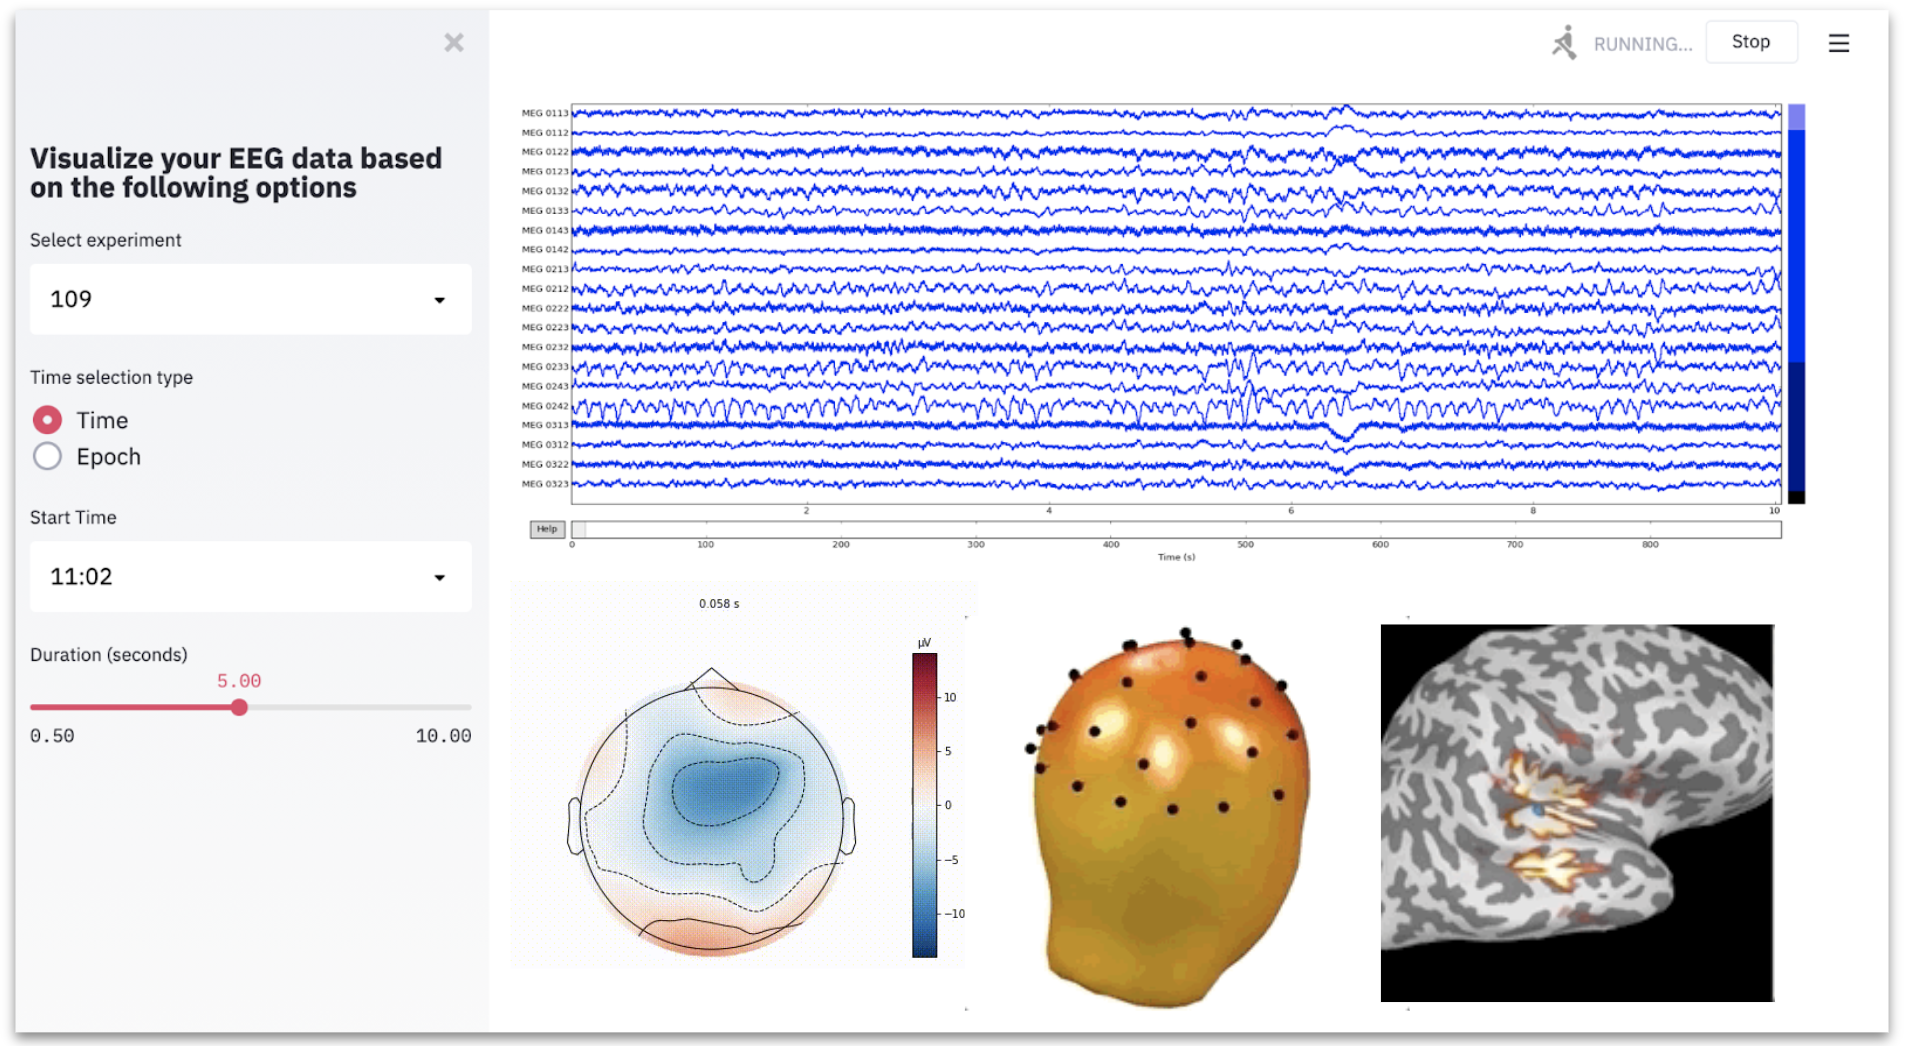 RUNNING...
Stop
Visualize your EEG data based
on the following options
Select experiment
109
Time selection type
Time
Epoch
Start Time
11:02
Duration (seconds)
5.00
0.50 10.00
MEG 0113
MEG 0112
MEG 0122
MEG 0123
MEG 0132
MEG 0133
MEG 0143
MEG 0142
MEG 0213
MEG 0212
MEG 0222
MEG 0223
MEG 0232
MEG 0233
MEG 0243
MEG 0242
MEG 0313
MEG 0312
MEG 0322
MEG 0323
2 4 6 8 10
Help
0 100 200 300 400 500 600 700 800
Time (s)
0.058 s
µV
10
5
0
−5
−10